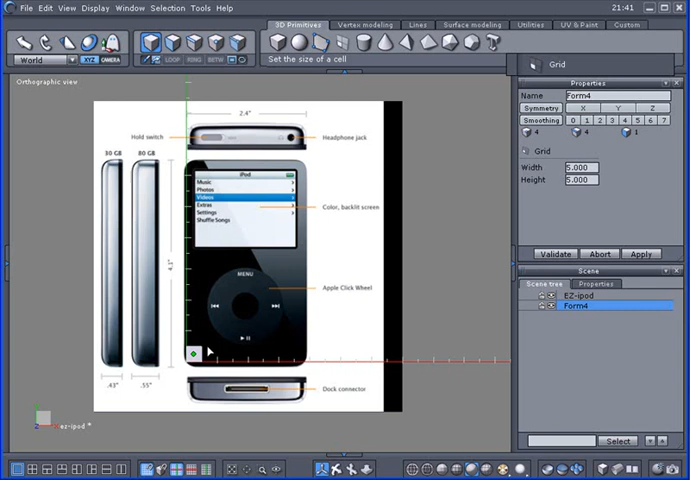 File Edit View Display Window Selection Tools Help
21:41
3D Primitives Vertex modeling Lines Surface modeling Utilities UV & Paint Custom
World XYZ CAMERA
LOOP RING BETW
Set the size of a cell
Grid
Orthographic view
Properties
Name Form4
Symmetry X Y Z
Smoothing 0 1 2 3 4 5 6 7
4 4 1
Grid
Width 5.000
Height 5.000
Validate Abort Apply
Scene
Scene tree Properties
EZ-ipod
Form4
Select
2.4"
Hold switch
Headphone jack
30 GB 80 GB
iPod
Music
Photos
Videos
Extras
Settings
Shuffle Songs
Color, backlit screen
4.1"
MENU
Apple Click Wheel
.43" .55"
Dock connector
ez-ipod *